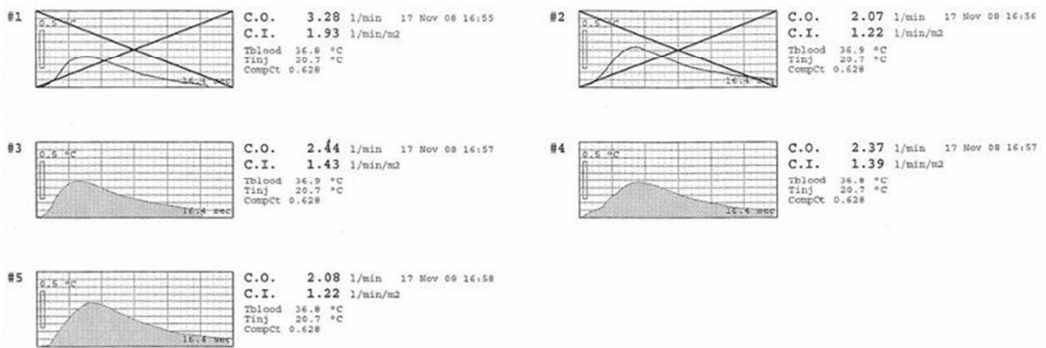 #1
0.5 °C
16.4 sec
C.O. 3.28 l/min 17 Nov 08 16:55
C.I. 1.93 l/min/m2
Tblood 36.8 °C
Tinj 20.7 °C
CompCt 0.628
#2
0.5 °C
16.4 sec
C.O. 2.07 l/min 17 Nov 08 16:56
C.I. 1.22 l/min/m2
Tblood 36.9 °C
Tinj 20.7 °C
CompCt 0.628
#3
0.5 °C
16.4 sec
C.O. 2.44 l/min 17 Nov 08 16:57
C.I. 1.43 l/min/m2
Tblood 36.9 °C
Tinj 20.7 °C
CompCt 0.628
#4
0.5 °C
16.4 sec
C.O. 2.37 l/min 17 Nov 08 16:57
C.I. 1.39 l/min/m2
Tblood 36.8 °C
Tinj 20.7 °C
CompCt 0.628
#5
0.5 °C
16.4 sec
C.O. 2.08 l/min 17 Nov 08 16:58
C.I. 1.22 l/min/m2
Tblood 36.8 °C
Tinj 20.7 °C
CompCt 0.628